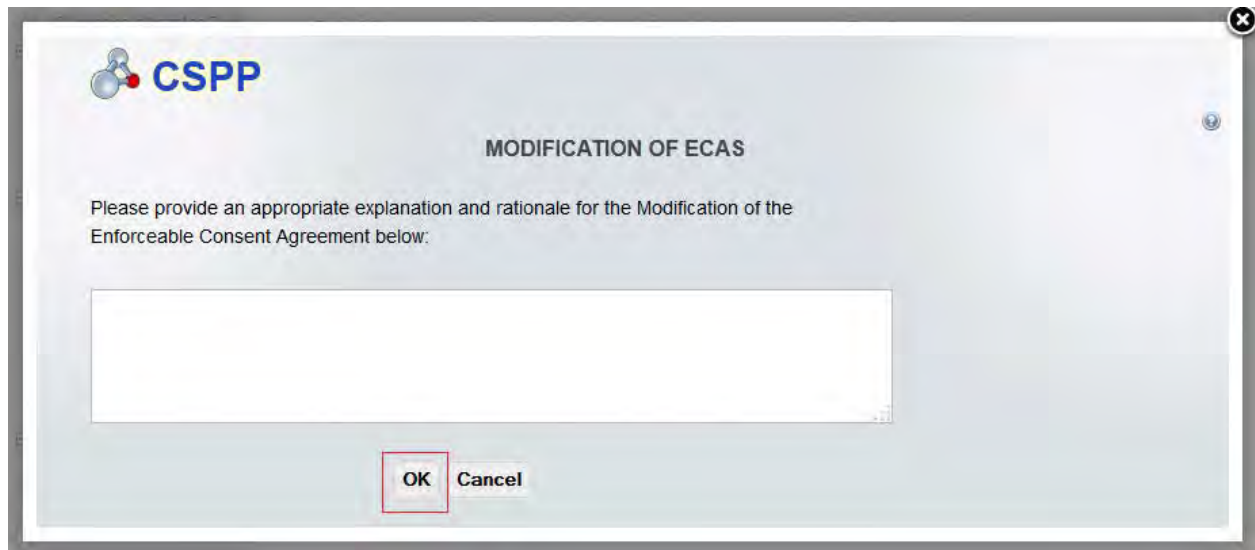 CSPP
MODIFICATION OF ECAS
Please provide an appropriate explanation and rationale for the Modification of the
Enforceable Consent Agreement below:
OK Cancel